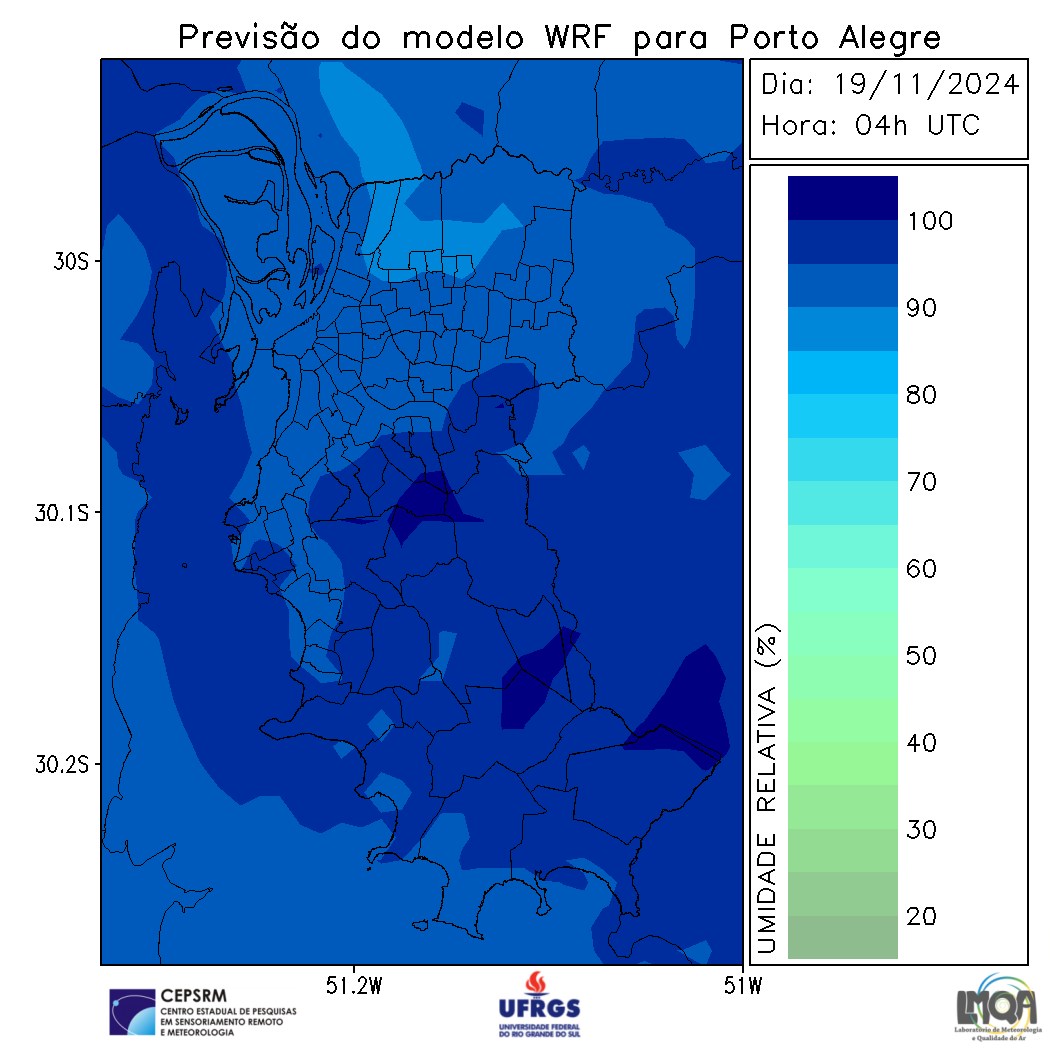 Previsão do modelo WRF para Porto Alegre
Dia: 19/11/2024
Hora: 04h UTC
30S
30.1S
30.2S
51.2W
51W
100
90
80
70
60
50
40
30
20
UMIDADE RELATIVA (%)
CEPSRM
CENTRO ESTADUAL DE PESQUISAS
EM SENSORIAMENTO REMOTO
E METEOROLOGIA
UFRGS
UNIVERSIDADE FEDERAL
DO RIO GRANDE DO SUL
LMQA
Laboratório de Meteorologia
e Qualidade do Ar